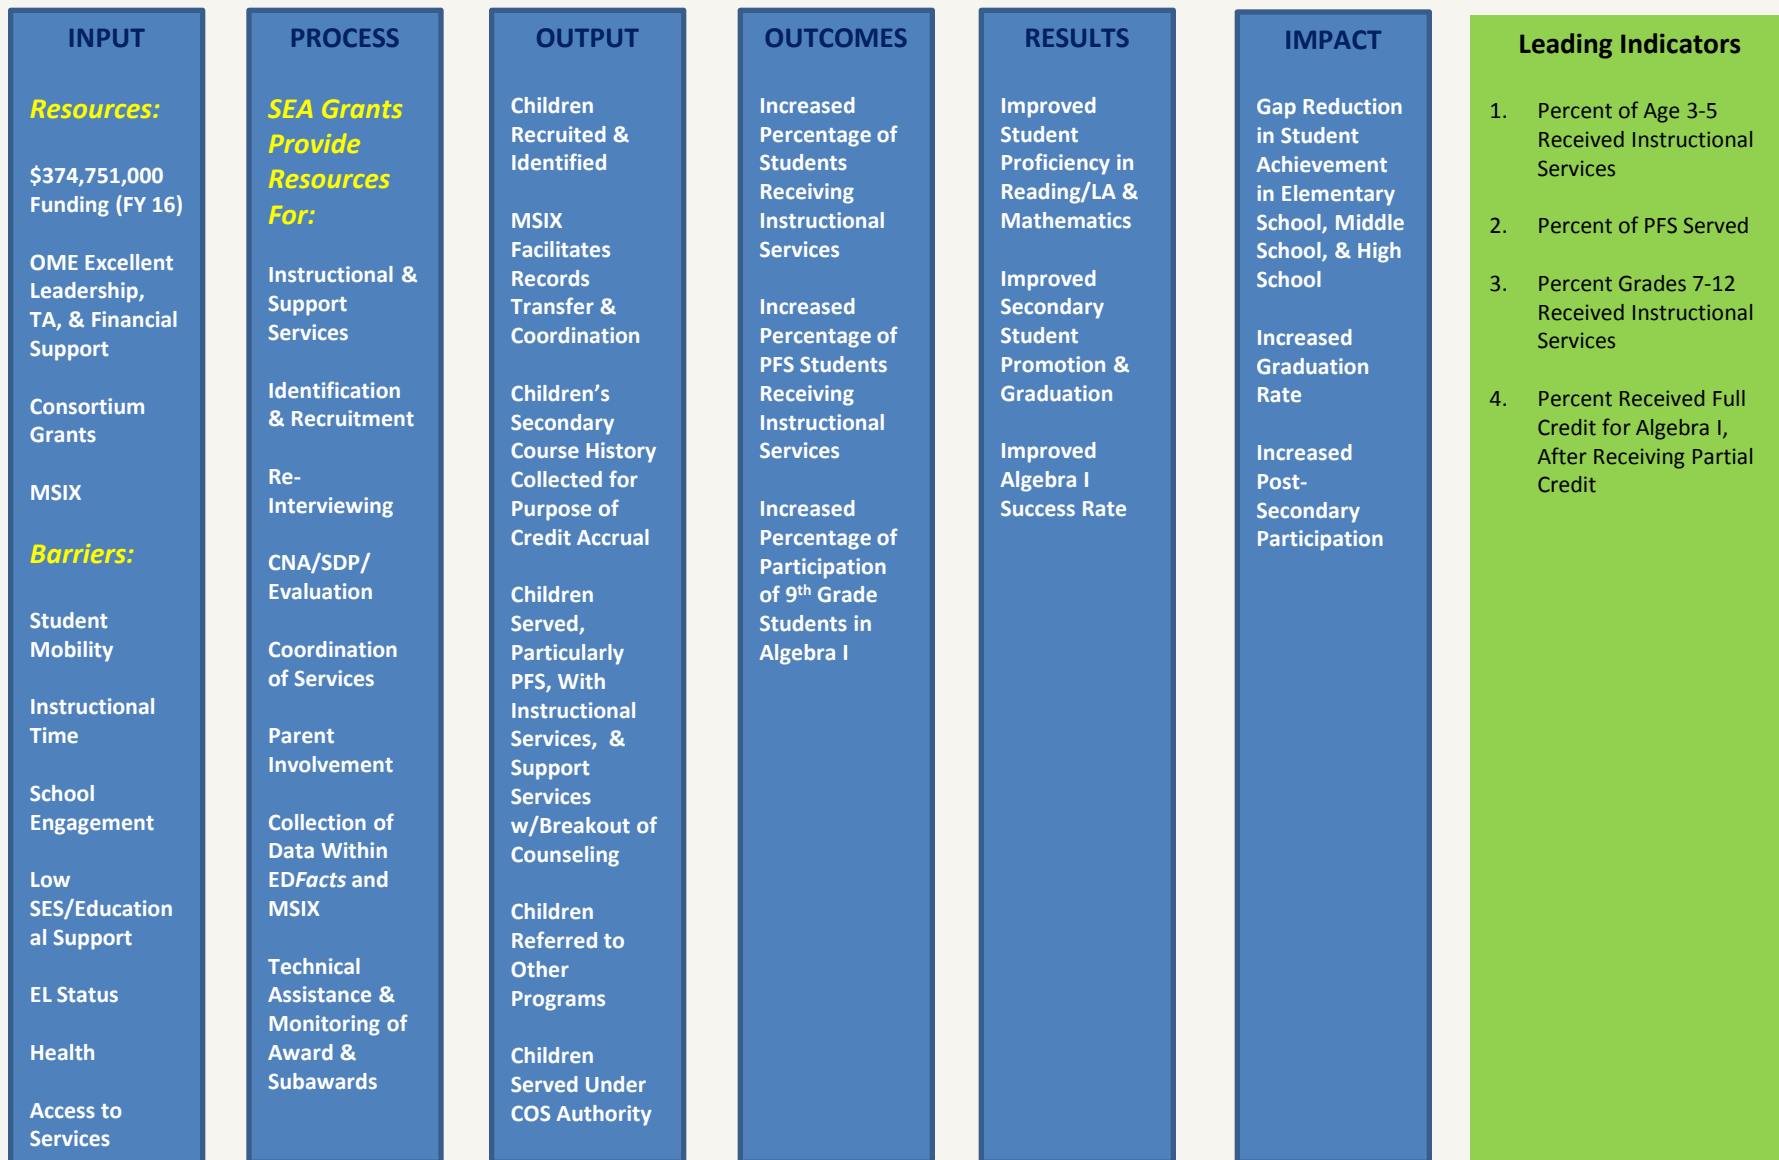 INPUT
Resources:
$374,751,000
Funding (FY 16)
OME Excellent
Leadership,
TA, & Financial
Support
Consortium
Grants
MSIX
Barriers:
Student
Mobility
Instructional
Time
School
Engagement
Low
SES/Education
al Support
EL Status
Health
Access to
Services
PROCESS
SEA Grants
Provide
Resources
For:
Instructional &
Support
Services
Identification
& Recruitment
Re-
Interviewing
CNA/SDP/
Evaluation
Coordination
of Services
Parent
Involvement
Collection of
Data Within
EDFacts and
MSIX
Technical
Assistance &
Monitoring of
Award &
Subawards
OUTPUT
Children
Recruited &
Identified
MSIX
Facilitates
Records
Transfer &
Coordination
Children’s
Secondary
Course History
Collected for
Purpose of
Credit Accrual
Children
Served,
Particularly
PFS, With
Instructional
Services, &
Support
Services
w/Breakout of
Counseling
Children
Referred to
Other
Programs
Children
Served Under
COS Authority
OUTCOMES
Increased
Percentage of
Students
Receiving
Instructional
Services
Increased
Percentage of
PFS Students
Receiving
Instructional
Services
Increased
Percentage of
Participation
of 9th Grade
Students in
Algebra I
RESULTS
Improved
Student
Proficiency in
Reading/LA &
Mathematics
Improved
Secondary
Student
Promotion &
Graduation
Improved
Algebra I
Success Rate
IMPACT
Gap Reduction
in Student
Achievement
in Elementary
School, Middle
School, & High
School
Increased
Graduation
Rate
Increased
Post-
Secondary
Participation
Leading Indicators
1. Percent of Age 3-5
Received Instructional
Services
2. Percent of PFS Served
3. Percent Grades 7-12
Received Instructional
Services
4. Percent Received Full
Credit for Algebra I,
After Receiving Partial
Credit